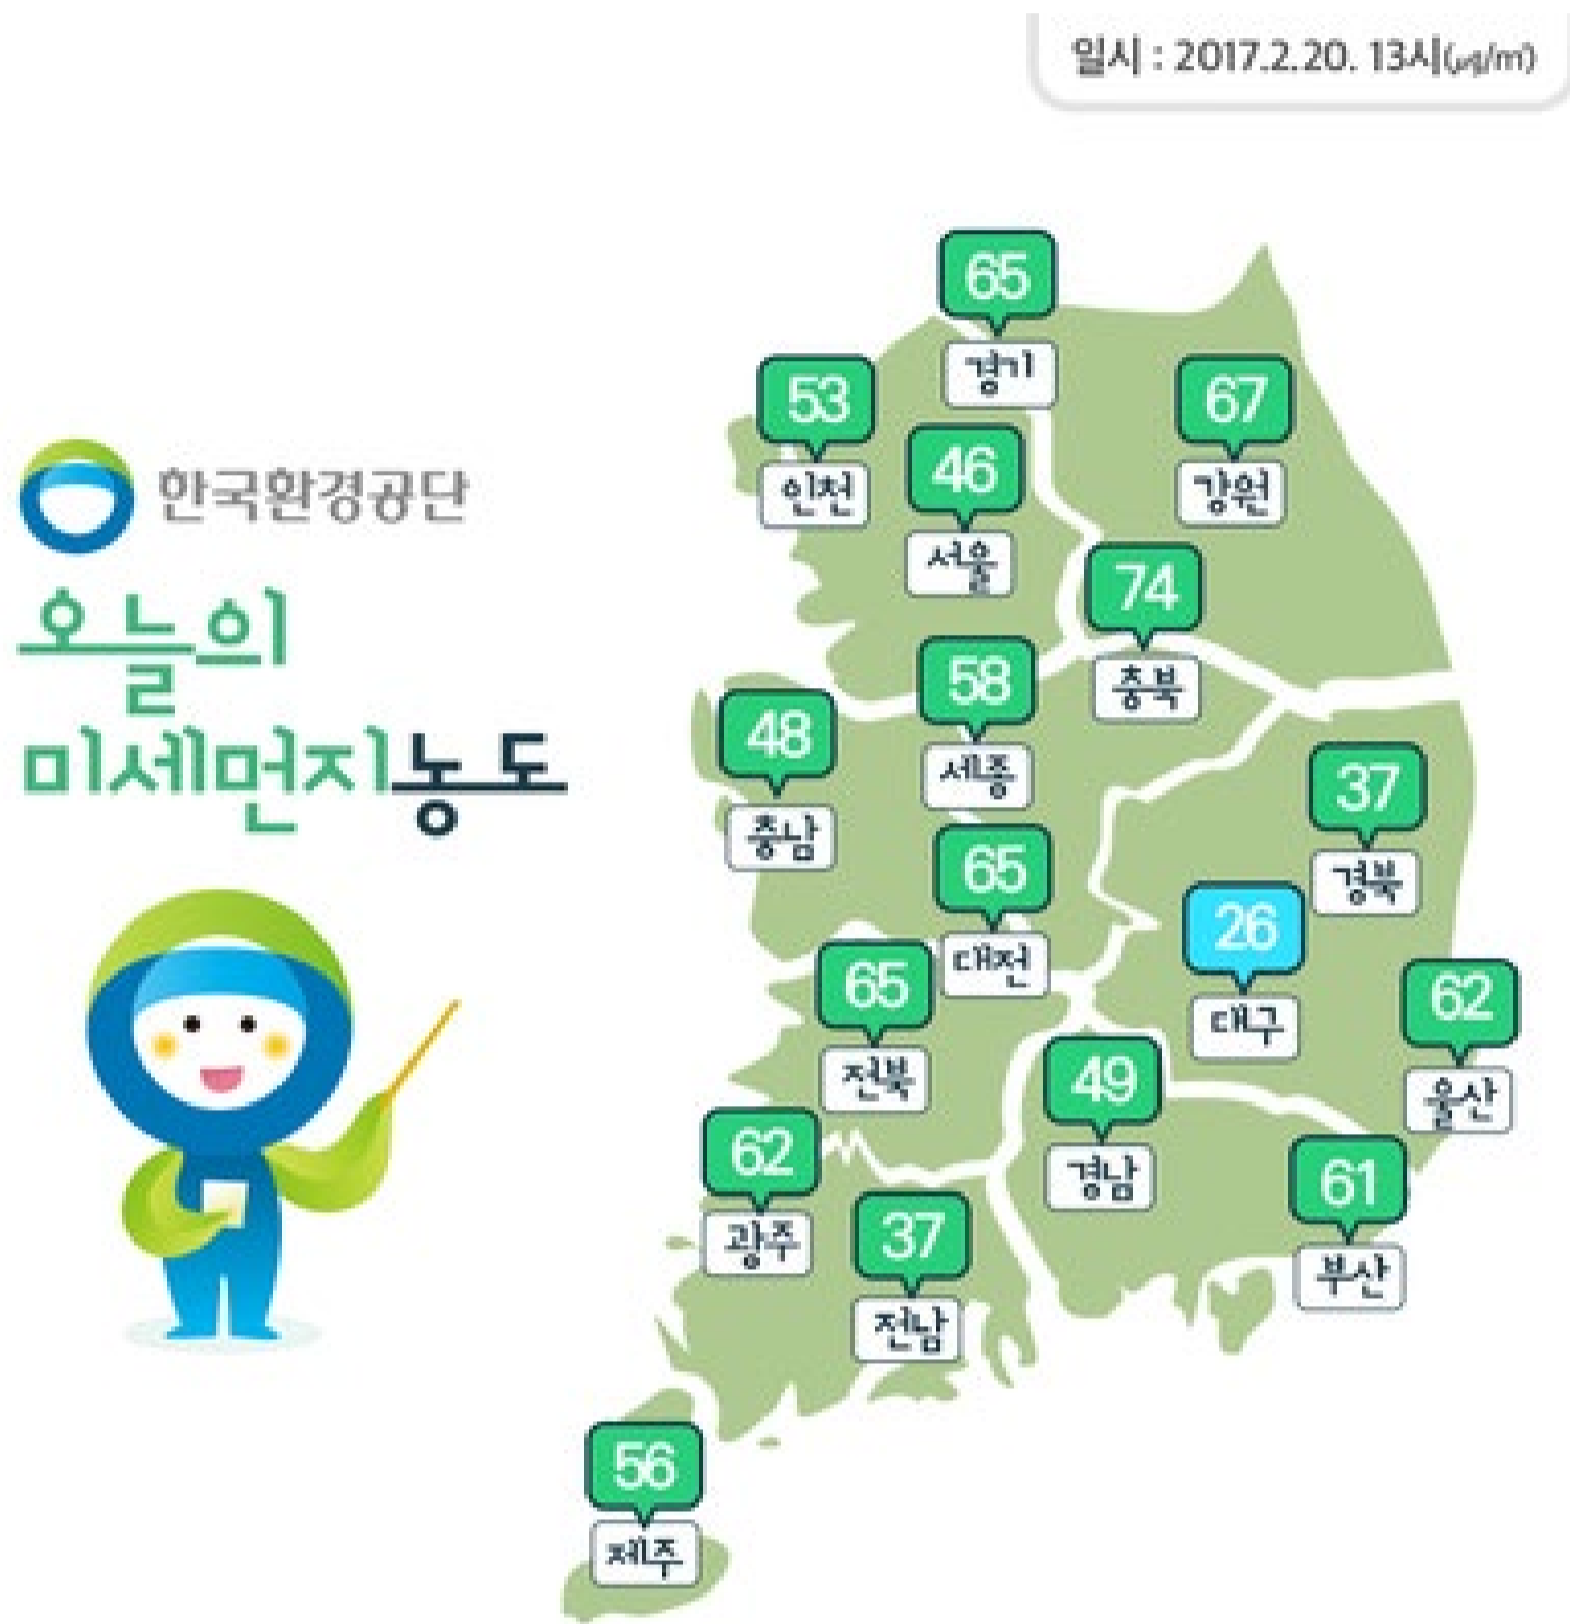 일시 : 2017.2.20. 13시(㎍/㎥)
65
경기
53
인천
67
강원
46
서울
한국환경공단
74
충북
오늘의
미세먼지농도
58
세종
48
충남
37
경북
65
대전
26
대구
65
전북
62
울산
49
경남
62
광주
61
부산
37
전남
56
제주